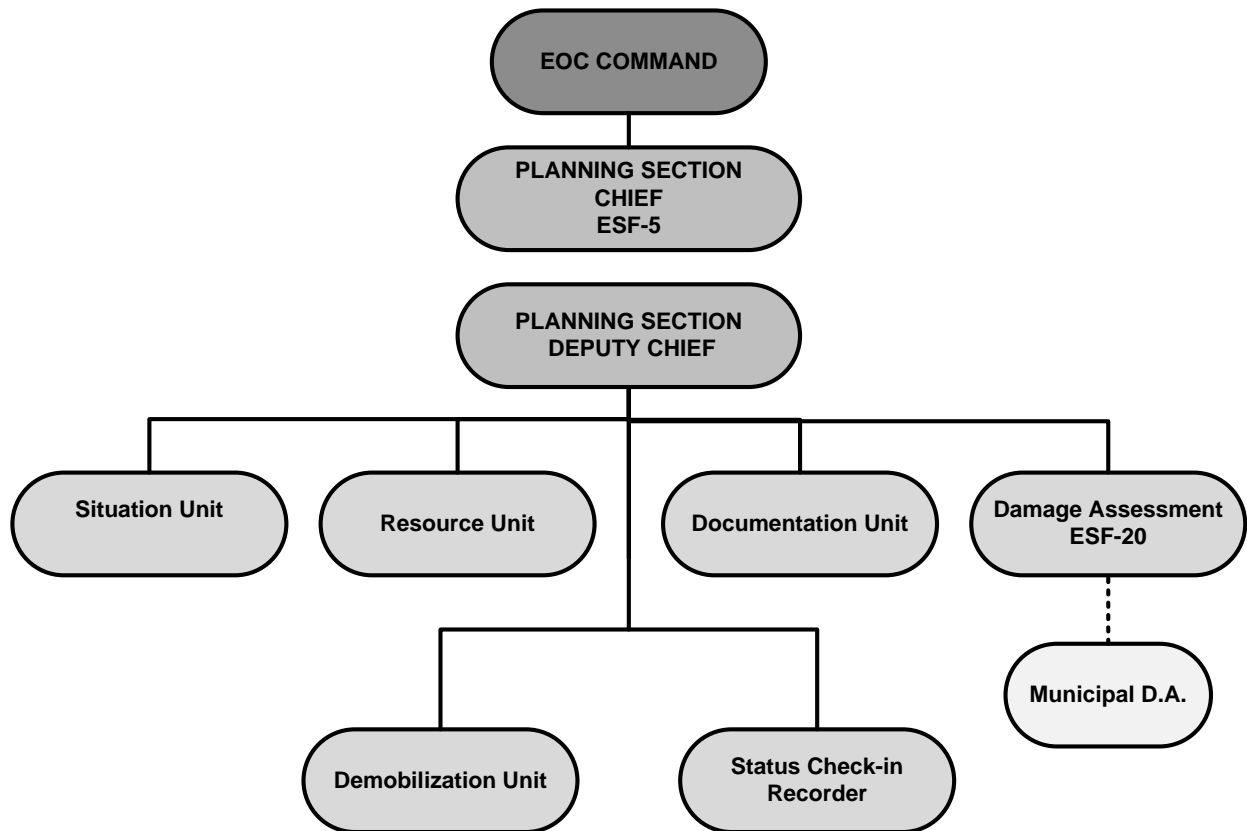 EOC COMMAND
PLANNING SECTION
CHIEF
ESF-5
PLANNING SECTION
DEPUTY CHIEF
Situation Unit
Resource Unit
Documentation Unit
Damage Assessment
ESF-20
Municipal D.A.
Demobilization Unit
Status Check-in
Recorder